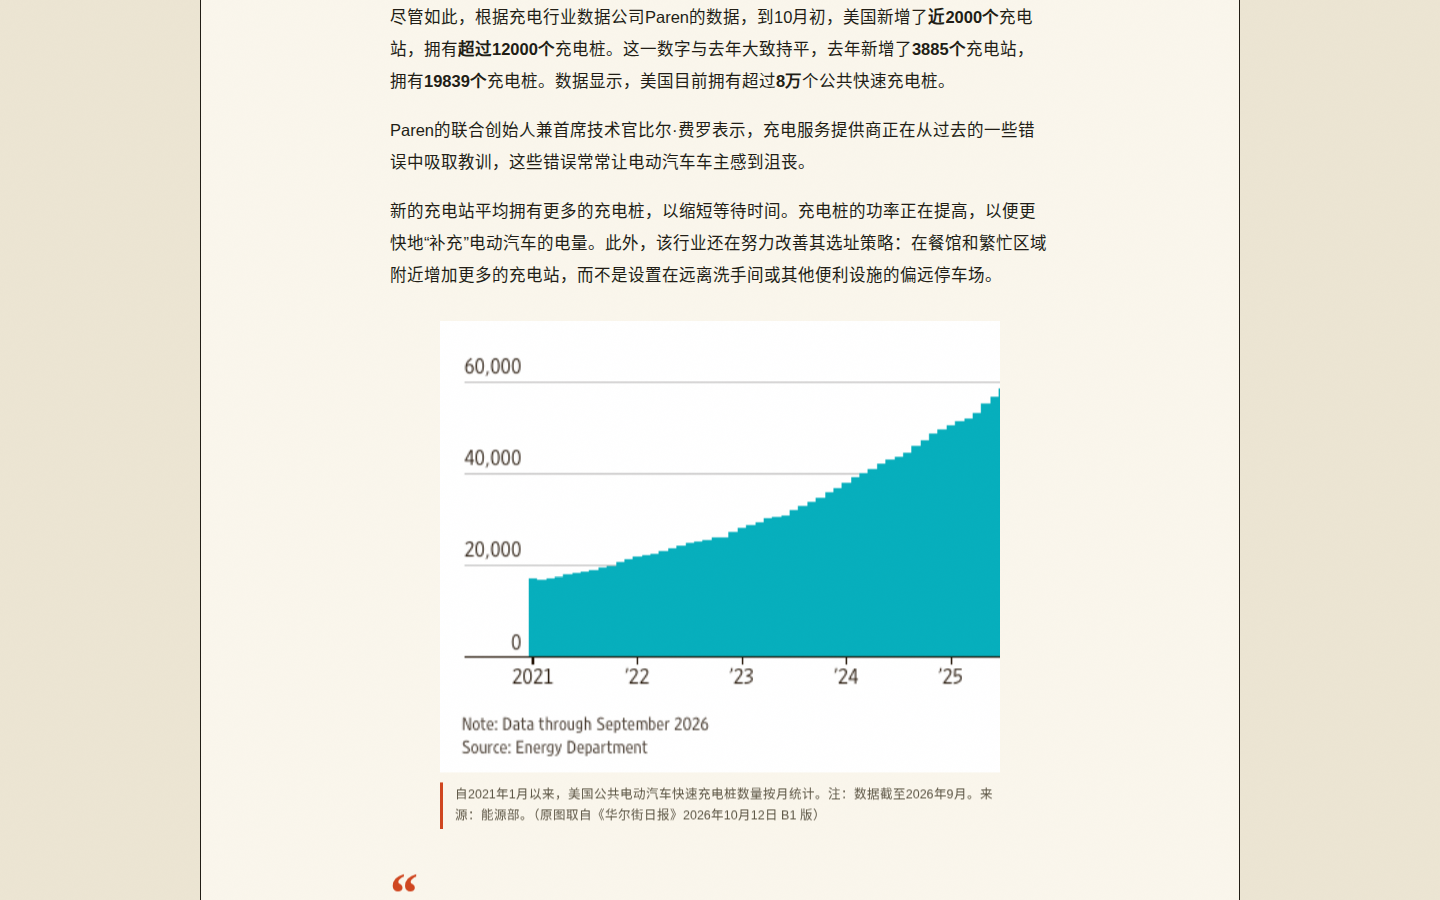 尽管如此，根据充电行业数据公司Paren的数据，到10月初，美国新增了近2000个充电
站，拥有超过12000个充电桩。这一数字与去年大致持平，去年新增了3885个充电站，
拥有19839个充电桩。数据显示，美国目前拥有超过8万个公共快速充电桩。
Paren的联合创始人兼首席技术官比尔·费罗表示，充电服务提供商正在从过去的一些错
误中吸取教训，这些错误常常让电动汽车车主感到沮丧。
新的充电站平均拥有更多的充电桩，以缩短等待时间。充电桩的功率正在提高，以便更
快地“补充”电动汽车的电量。此外，该行业还在努力改善其选址策略：在餐馆和繁忙区域
附近增加更多的充电站，而不是设置在远离洗手间或其他便利设施的偏远停车场。
60,000
40,000
20,000
0
2021 ’22 ’23 ’24 ’25
Note: Data through September 2026
Source: Energy Department
自2021年1月以来，美国公共电动汽车快速充电桩数量按月统计。注：数据截至2026年9月。来
源：能源部。（原图取自《华尔街日报》2026年10月12日 B1 版）
“